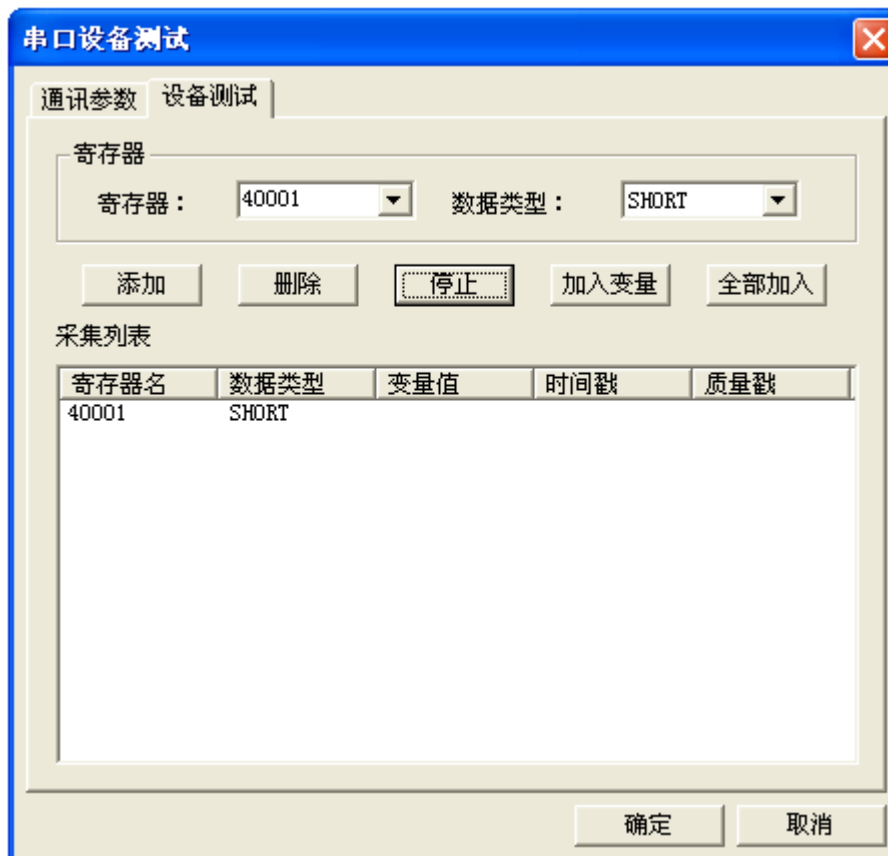 串口设备测试
通讯参数 设备测试
寄存器
寄存器： 40001 数据类型： SHORT
添加 删除 停止 加入变量 全部加入
采集列表
寄存器名 数据类型 变量值 时间戳 质量戳
40001 SHORT
确定 取消